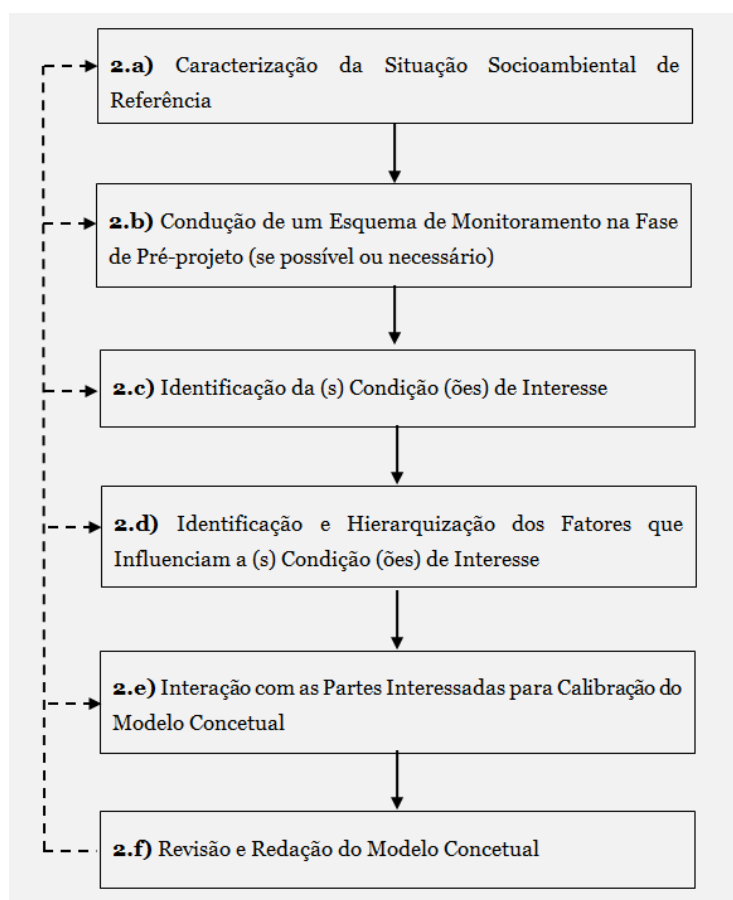 2.a) Caracterização da Situação Socioambiental de
Referência
2.b) Condução de um Esquema de Monitoramento na Fase
de Pré-projeto (se possível ou necessário)
2.c) Identificação da (s) Condição (ões) de Interesse
2.d) Identificação e Hierarquização dos Fatores que
Influenciam a (s) Condição (ões) de Interesse
2.e) Interação com as Partes Interessadas para Calibração do
Modelo Concetual
2.f) Revisão e Redação do Modelo Concetual